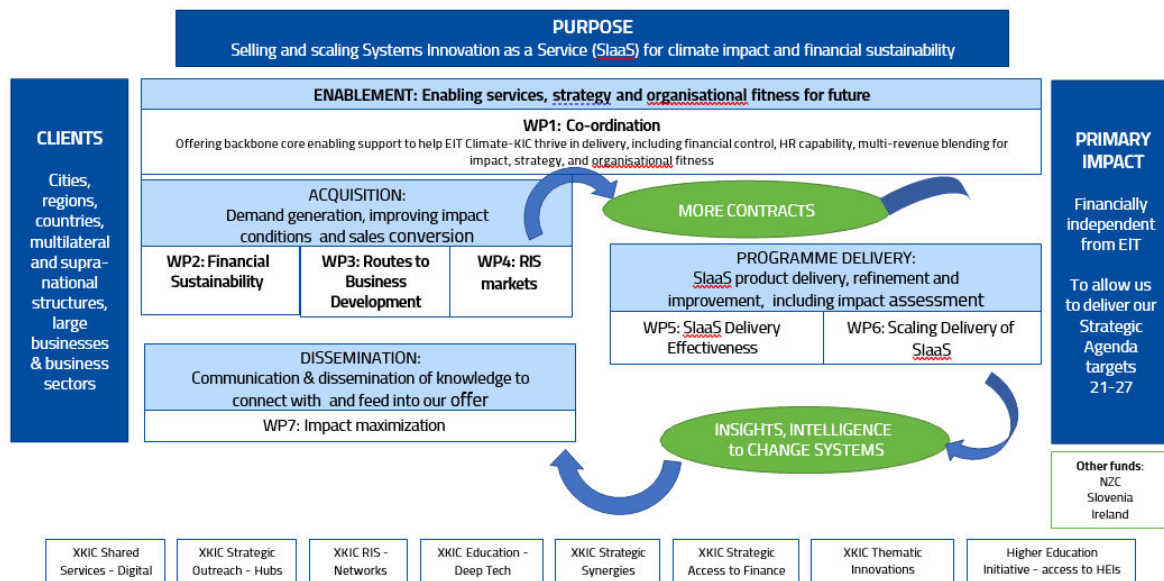 PURPOSE
Selling and scaling Systems Innovation as a Service (SIaaS) for climate impact and financial sustainability
CLIENTS
Cities,
regions,
countries,
multilateral
and supra-
national
structures,
large
businesses
& business
sectors
ENABLEMENT: Enabling services, strategy and organisational fitness for future
WP1: Co-ordination
Offering backbone core enabling support to help EIT Climate-KIC thrive in delivery, including financial control, HR capability, multi-revenue blending for
impact, strategy, and organisational fitness
ACQUISITION:
Demand generation, improving impact
conditions and sales conversion
WP2: Financial
Sustainability
WP3: Routes to
Business
Development
WP4: RIS
markets
MORE CONTRACTS
PROGRAMME DELIVERY:
SIaaS product delivery, refinement and
improvement, including impact assessment
WP5: SIaaS Delivery
Effectiveness
WP6: Scaling Delivery of
SIaaS
DISSEMINATION:
Communication & dissemination of knowledge to
connect with and feed into our offer
WP7: Impact maximization
INSIGHTS, INTELLIGENCE
to CHANGE SYSTEMS
PRIMARY
IMPACT
Financially
independent
from EIT
To allow us
to deliver our
Strategic
Agenda
targets
21-27
Other funds:
NZC
Slovenia
Ireland
XKIC Shared
Services - Digital
XKIC Strategic
Outreach - Hubs
XKIC RIS -
Networks
XKIC Education -
Deep Tech
XKIC Strategic
Synergies
XKIC Strategic
Access to Finance
XKIC Thematic
Innovations
Higher Education
Initiative - access to HEIs